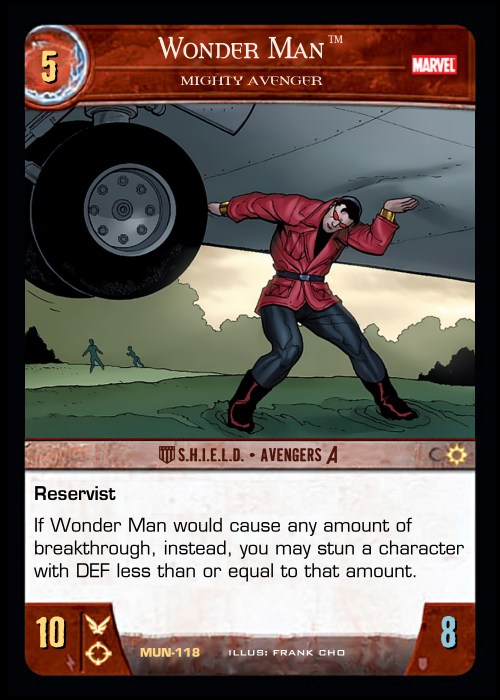 5
WONDER MAN™
MIGHTY AVENGER
MARVEL
S.H.I.E.L.D. • AVENGERS
Reservist
If Wonder Man would cause any amount of
breakthrough, instead, you may stun a character
with DEF less than or equal to that amount.
10
MUN-118 ILLUS: FRANK CHO
8